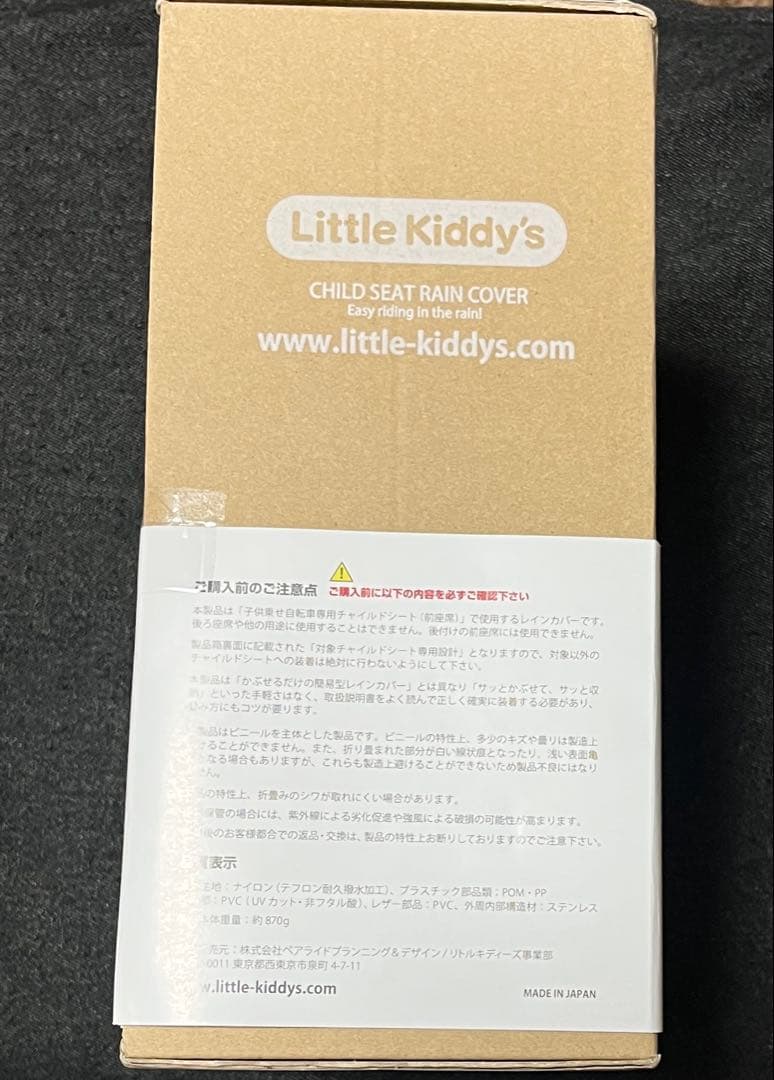 Little Kiddy's
CHILD SEAT RAIN COVER
Easy riding in the rain!
www.little-kiddys.com
ご購入前のご注意点 ご購入前に以下の内容を必ずご確認下さい
本製品は「子供乗せ自転車専用チャイルドシート(前座席)」で使用するレインカバーです。
後ろ座席や他の用途に使用することはできません。後付けの前座席には使用できません。
製品箱裏面に記載された「対象チャイルドシート専用設計」となりますので、対象以外の
チャイルドシートへの装着は絶対に行わないようにして下さい。
本製品は「かぶせるだけの簡易型レインカバー」とは異なり「サッとかぶせて、サッと収
」といった手軽さはなく、取扱説明書をよく読んで正しく確実に装着する必要があり、
み方にもコツが要ります。
製品はビニールを主体とした製品です。ビニールの特性上、多少のキズや曇りは製造上
けることができません。また、折り畳まれた部分が白い線状痕となったり、浅い表面亀
となる場合もありますが、これらも製造上避けることができないため製品不良にはなり
せん。
品の特性上、折畳みのシワが取れにくい場合があります。
保管の場合には、紫外線による劣化促進や強風による破損の可能性が高まります。
後のお客様都合での返品・交換は、製品の特性上お断りしておりますのでご注意下さい。
質表示
生地:ナイロン(テフロン耐久撥水加工)、プラスチック部品類:POM・PP
部:PVC(UVカット・非フタル酸)、レザー部品:PVC、外周内部構造材:ステンレス
体重量:約870g
売元:株式会社ベアライドプランニング&デザイン/リトルキディーズ事業部
0011 東京都西東京市泉町 4-7-11
w.little-kiddys.com
MADE IN JAPAN